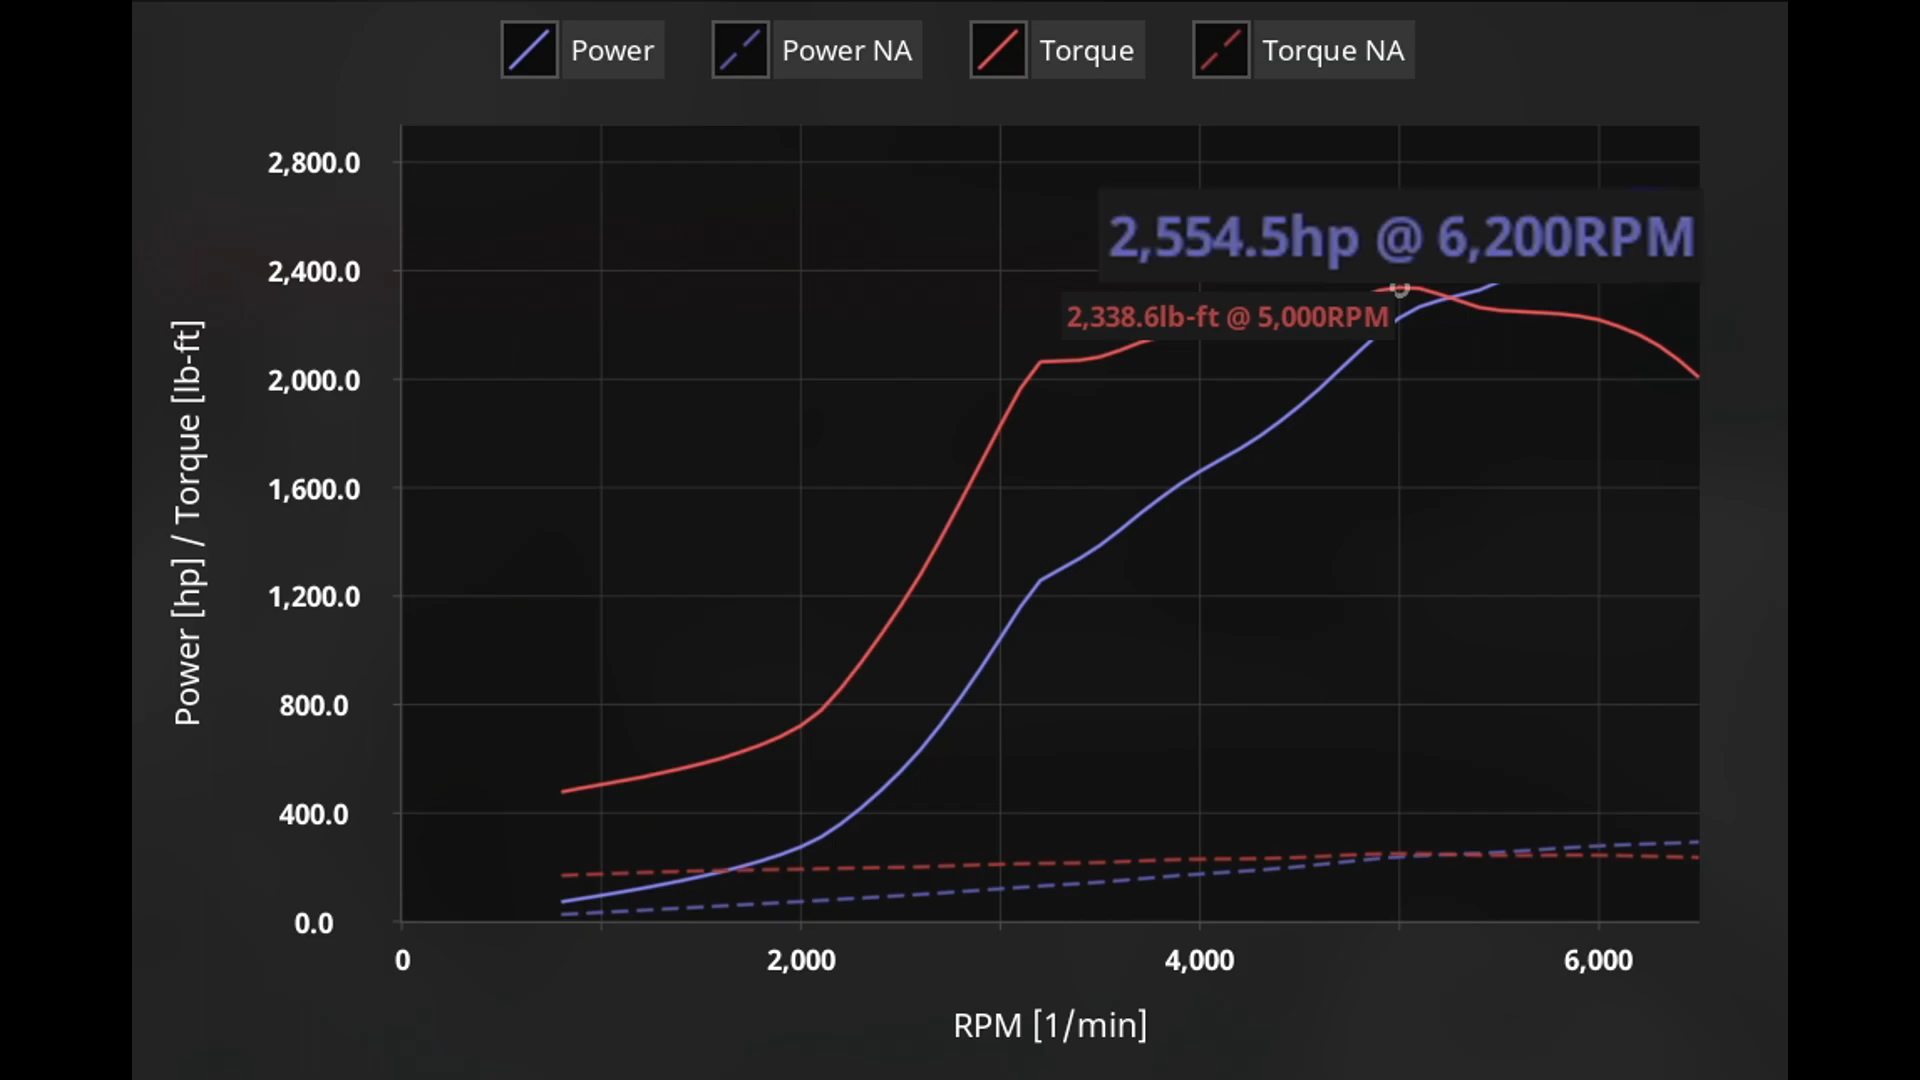 Power
Power NA
Torque
Torque NA
2,800.0
2,554.5hp @ 6,200RPM
2,400.0
2,338.6lb-ft @ 5,000RPM
2,000.0
1,600.0
1,200.0
800.0
400.0
0.0
Power [hp] / Torque [lb-ft]
0
2,000
4,000
6,000
RPM [1/min]